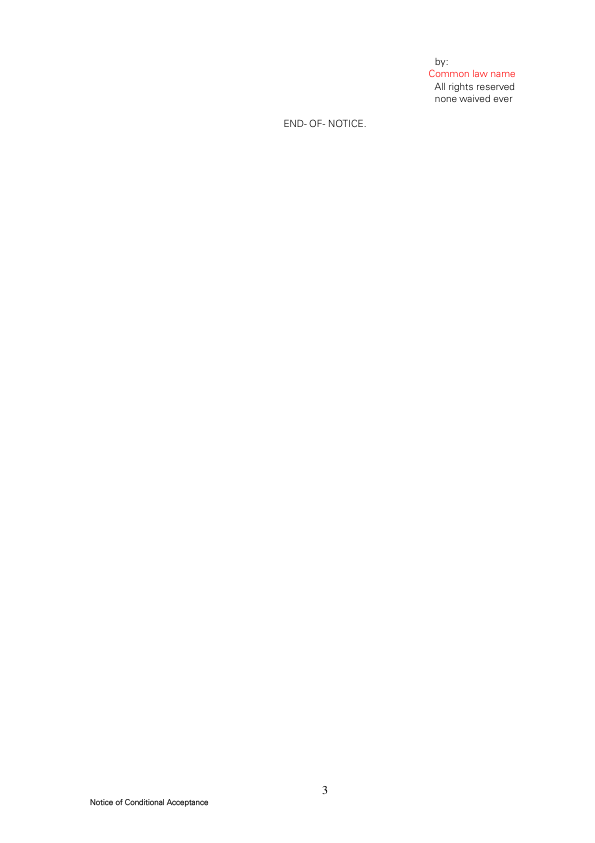 by:
Common law name
All rights reserved
none waived ever
END- OF- NOTICE.
3
Notice of Conditional Acceptance